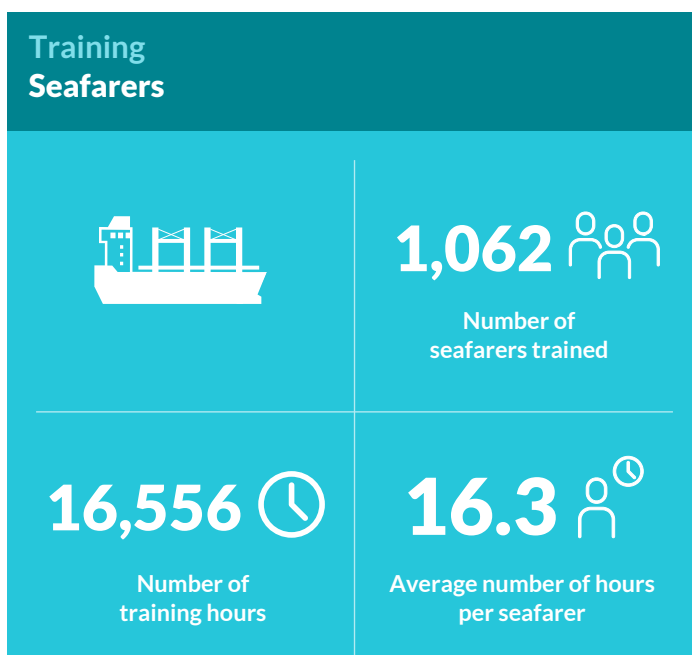 Training
Seafarers
1,062
Number of
seafarers trained
16,556
Number of
training hours
16.3
Average number of hours
per seafarer